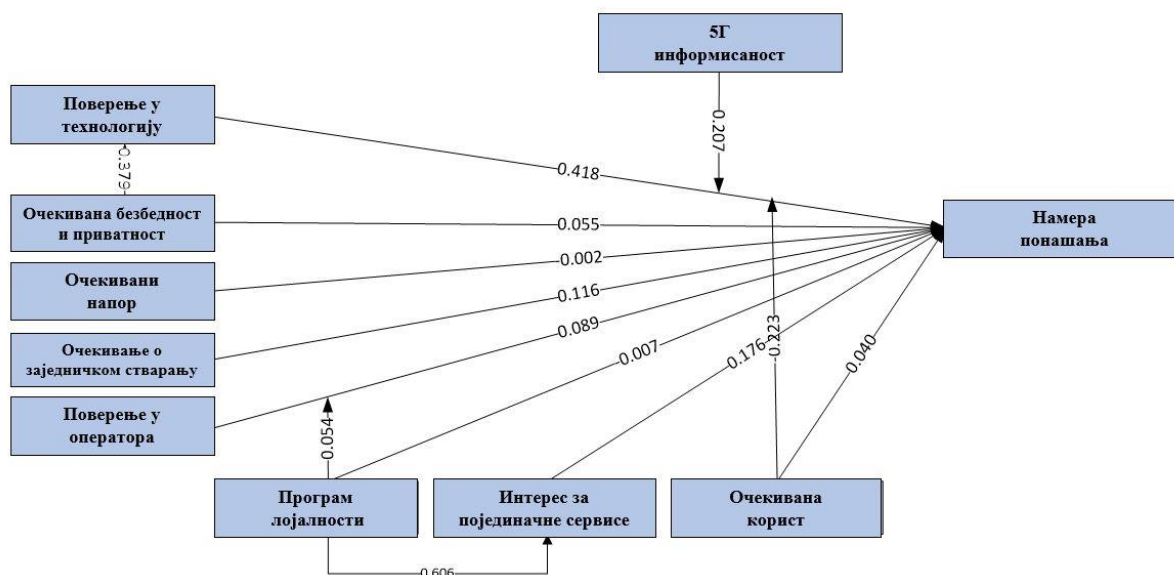 5Г
информисаност
Поверење у
технологију
0.207
0.379
0.418
Очекивана безбедност
и приватност
0.055
Намера
понашања
Очекивани
напор
0.002
0.116
Очекивање о
заједничком стварању
0.089
0.007
0.176
0.223
0.040
Поверење у
оператора
0.054
Програм
лојалности
Интерес за
појединачне сервисе
Очекивана
корист
0.606